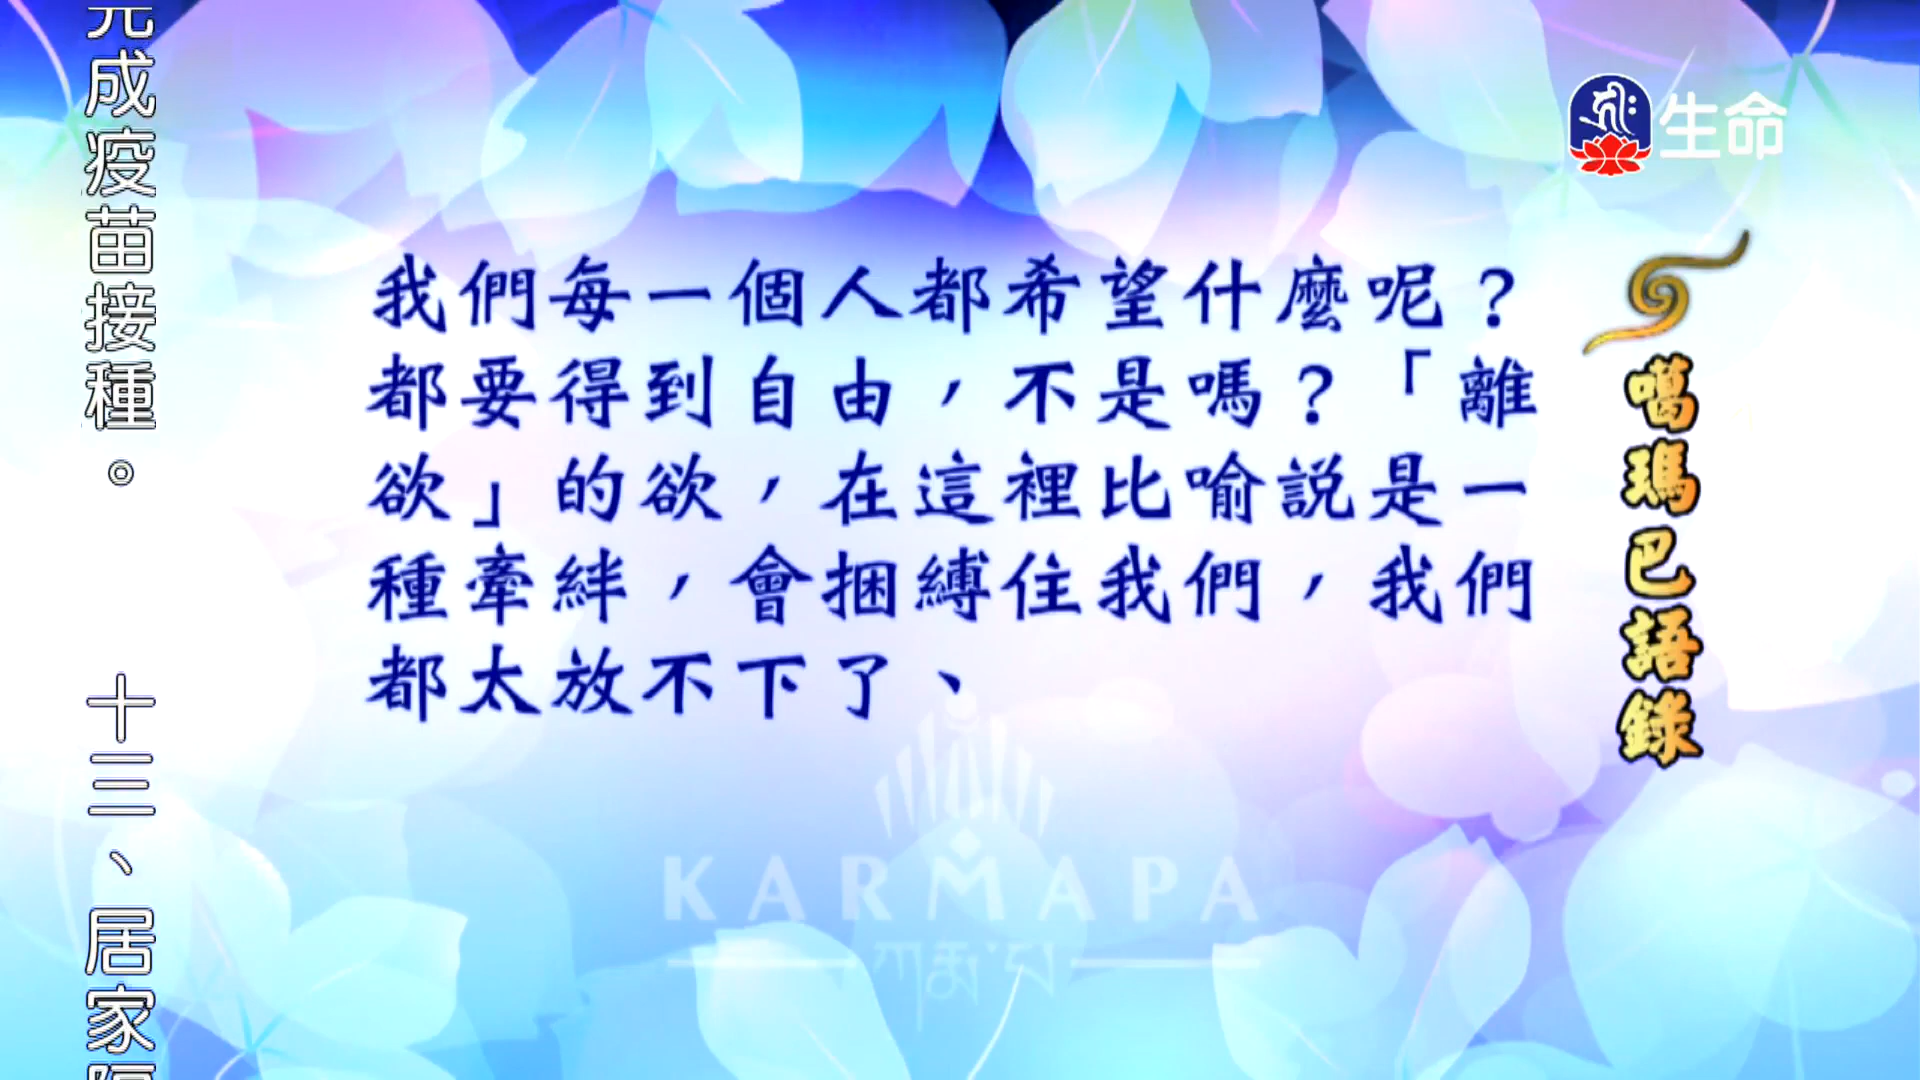 生命
噶瑪巴語錄
我們每一個人都希望什麼呢？
都要得到自由，不是嗎？「離
欲」的欲，在這裡比喻説是一
種牽絆，會捆縛住我們，我們
都太放不下了、
完成疫苗接種。
十三、居家隔
KARMAPA
ཀརྨ་པ